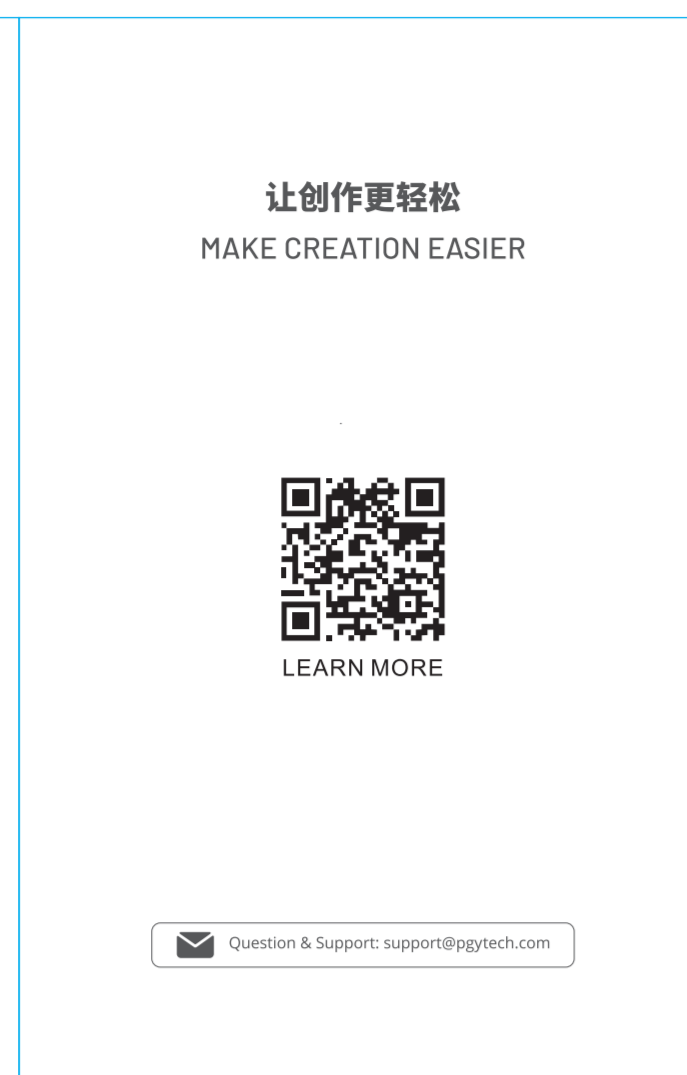 让创作更轻松
MAKE CREATION EASIER
LEARN MORE
Question & Support: support@pgytech.com